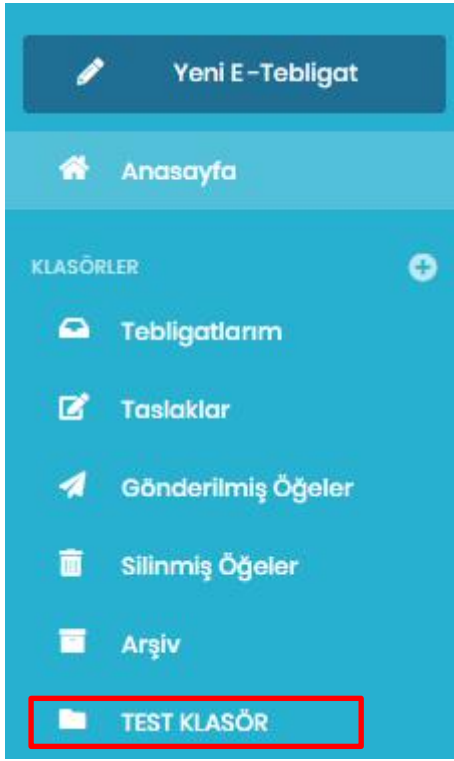 Yeni E-Tebligat
Anasayfa
KLASÖRLER
Tebligatlarım
Taslaklar
Gönderilmiş Öğeler
Silinmiş Öğeler
Arşiv
TEST KLASÖR